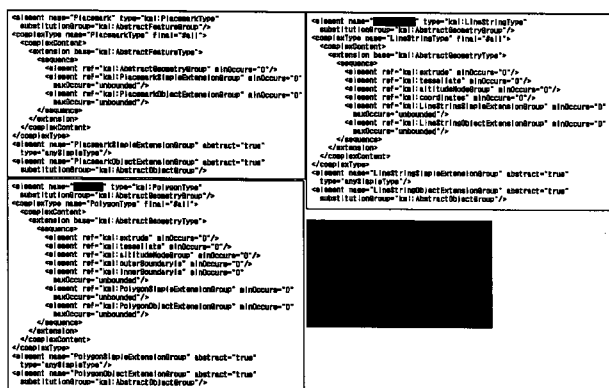 <element name="Placemark" type="kml:PlacemarkType"
substitutionGroup="kml:AbstractFeatureGroup"/>
<complexType name="PlacemarkType" final="#all">
<complexContent>
<extension base="kml:AbstractFeatureType">
<sequence>
<element ref="kml:AbstractGeometryGroup" minOccurs="0"/>
<element ref="kml:PlacemarkSimpleExtensionGroup" minOccurs="0"
maxOccurs="unbounded"/>
<element ref="kml:PlacemarkObjectExtensionGroup" minOccurs="0"
maxOccurs="unbounded"/>
</sequence>
</extension>
</complexContent>
</complexType>
<element name="PlacemarkSimpleExtensionGroup" abstract="true"
type="anySimpleType"/>
<element name="PlacemarkObjectExtensionGroup" abstract="true"
substitutionGroup="kml:AbstractObjectGroup"/>
<element name=" " type="kml:LineStringType"
substitutionGroup="kml:AbstractGeometryGroup"/>
<complexType name="LineStringType" final="#all">
<complexContent>
<extension base="kml:AbstractGeometryType">
<sequence>
<element ref="kml:extrude" minOccurs="0"/>
<element ref="kml:tessellate" minOccurs="0"/>
<element ref="kml:altitudeModeGroup" minOccurs="0"/>
<element ref="kml:coordinates" minOccurs="0"/>
<element ref="kml:LineStringSimpleExtensionGroup" minOccurs="0"
maxOccurs="unbounded"/>
<element ref="kml:LineStringObjectExtensionGroup" minOccurs="0"
maxOccurs="unbounded"/>
</sequence>
</extension>
</complexContent>
</complexType>
<element name="LineStringSimpleExtensionGroup" abstract="true"
type="anySimpleType"/>
<element name="LineStringObjectExtensionGroup" abstract="true"
substitutionGroup="kml:AbstractObjectGroup"/>
<element name=" " type="kml:PolygonType"
substitutionGroup="kml:AbstractGeometryGroup"/>
<complexType name="PolygonType" final="#all">
<complexContent>
<extension base="kml:AbstractGeometryType">
<sequence>
<element ref="kml:extrude" minOccurs="0"/>
<element ref="kml:tessellate" minOccurs="0"/>
<element ref="kml:altitudeModeGroup" minOccurs="0"/>
<element ref="kml:outerBoundaryIs" minOccurs="0"/>
<element ref="kml:innerBoundaryIs" minOccurs="0"
maxOccurs="unbounded"/>
<element ref="kml:PolygonSimpleExtensionGroup" minOccurs="0"
maxOccurs="unbounded"/>
<element ref="kml:PolygonObjectExtensionGroup" minOccurs="0"
maxOccurs="unbounded"/>
</sequence>
</extension>
</complexContent>
</complexType>
<element name="PolygonSimpleExtensionGroup" abstract="true"
type="anySimpleType"/>
<element name="PolygonObjectExtensionGroup" abstract="true"
substitutionGroup="kml:AbstractObjectGroup"/>